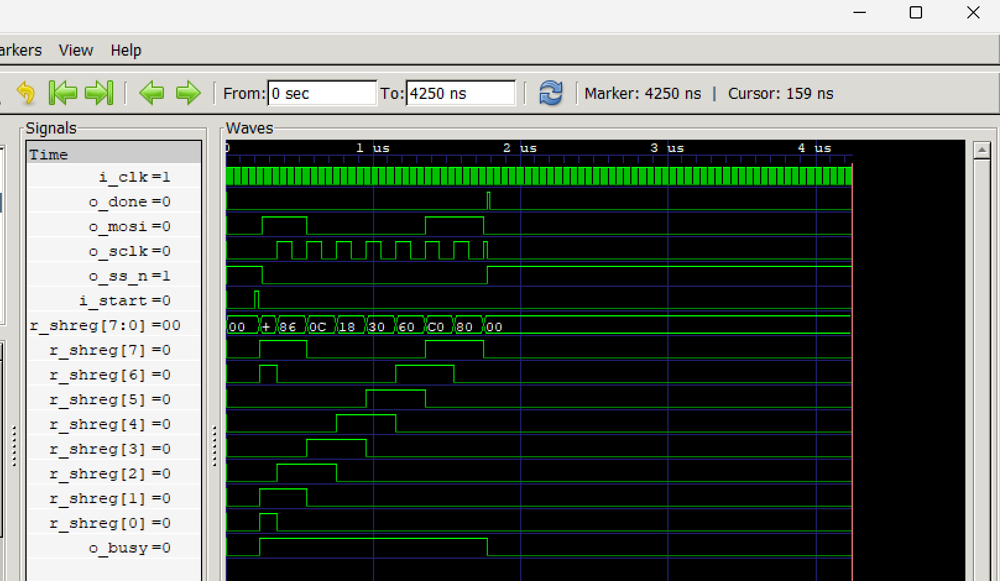 arkers View Help
From: 0 sec To: 4250 ns Marker: 4250 ns | Cursor: 159 ns
Signals Waves
Time
0 1 us 2 us 3 us 4 us
i_clk =1
o_done =0
o_mosi =0
o_sclk =0
o_ss_n =1
i_start =0
r_shreg[7:0] =00 00 + 86 0C 18 30 60 C0 80 00
r_shreg[7] =0
r_shreg[6] =0
r_shreg[5] =0
r_shreg[4] =0
r_shreg[3] =0
r_shreg[2] =0
r_shreg[1] =0
r_shreg[0] =0
o_busy =0